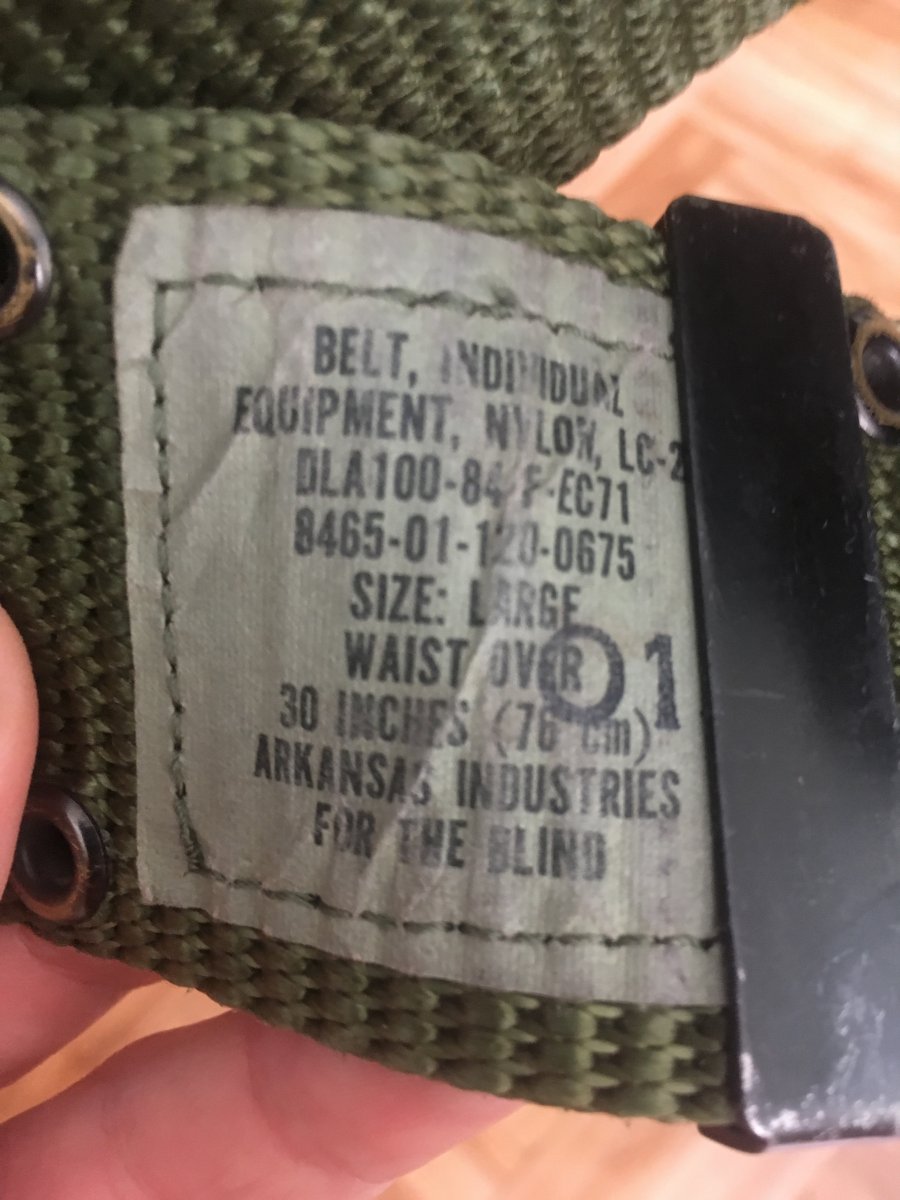 BELT, INDIVIDUAL
EQUIPMENT, NYLON, LC-2
DLA100-84-F-EC71
8465-01-120-0675
SIZE: LARGE
WAIST OVER
01
30 INCHES (76 cm)
ARKANSAS INDUSTRIES
FOR THE BLIND